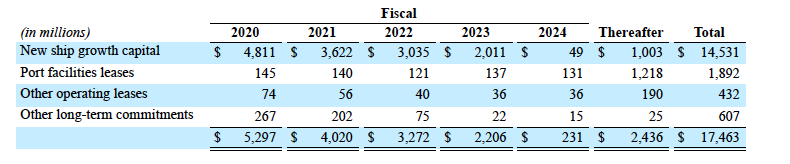 Fiscal
(in millions) 2020 2021 2022 2023 2024 Thereafter Total
New ship growth capital $ 4,811 $ 3,622 $ 3,035 $ 2,011 $ 49 $ 1,003 $ 14,531
Port facilities leases 145 140 121 137 131 1,218 1,892
Other operating leases 74 56 40 36 36 190 432
Other long-term commitments 267 202 75 22 15 25 607
$ 5,297 $ 4,020 $ 3,272 $ 2,206 $ 231 $ 2,436 $ 17,463